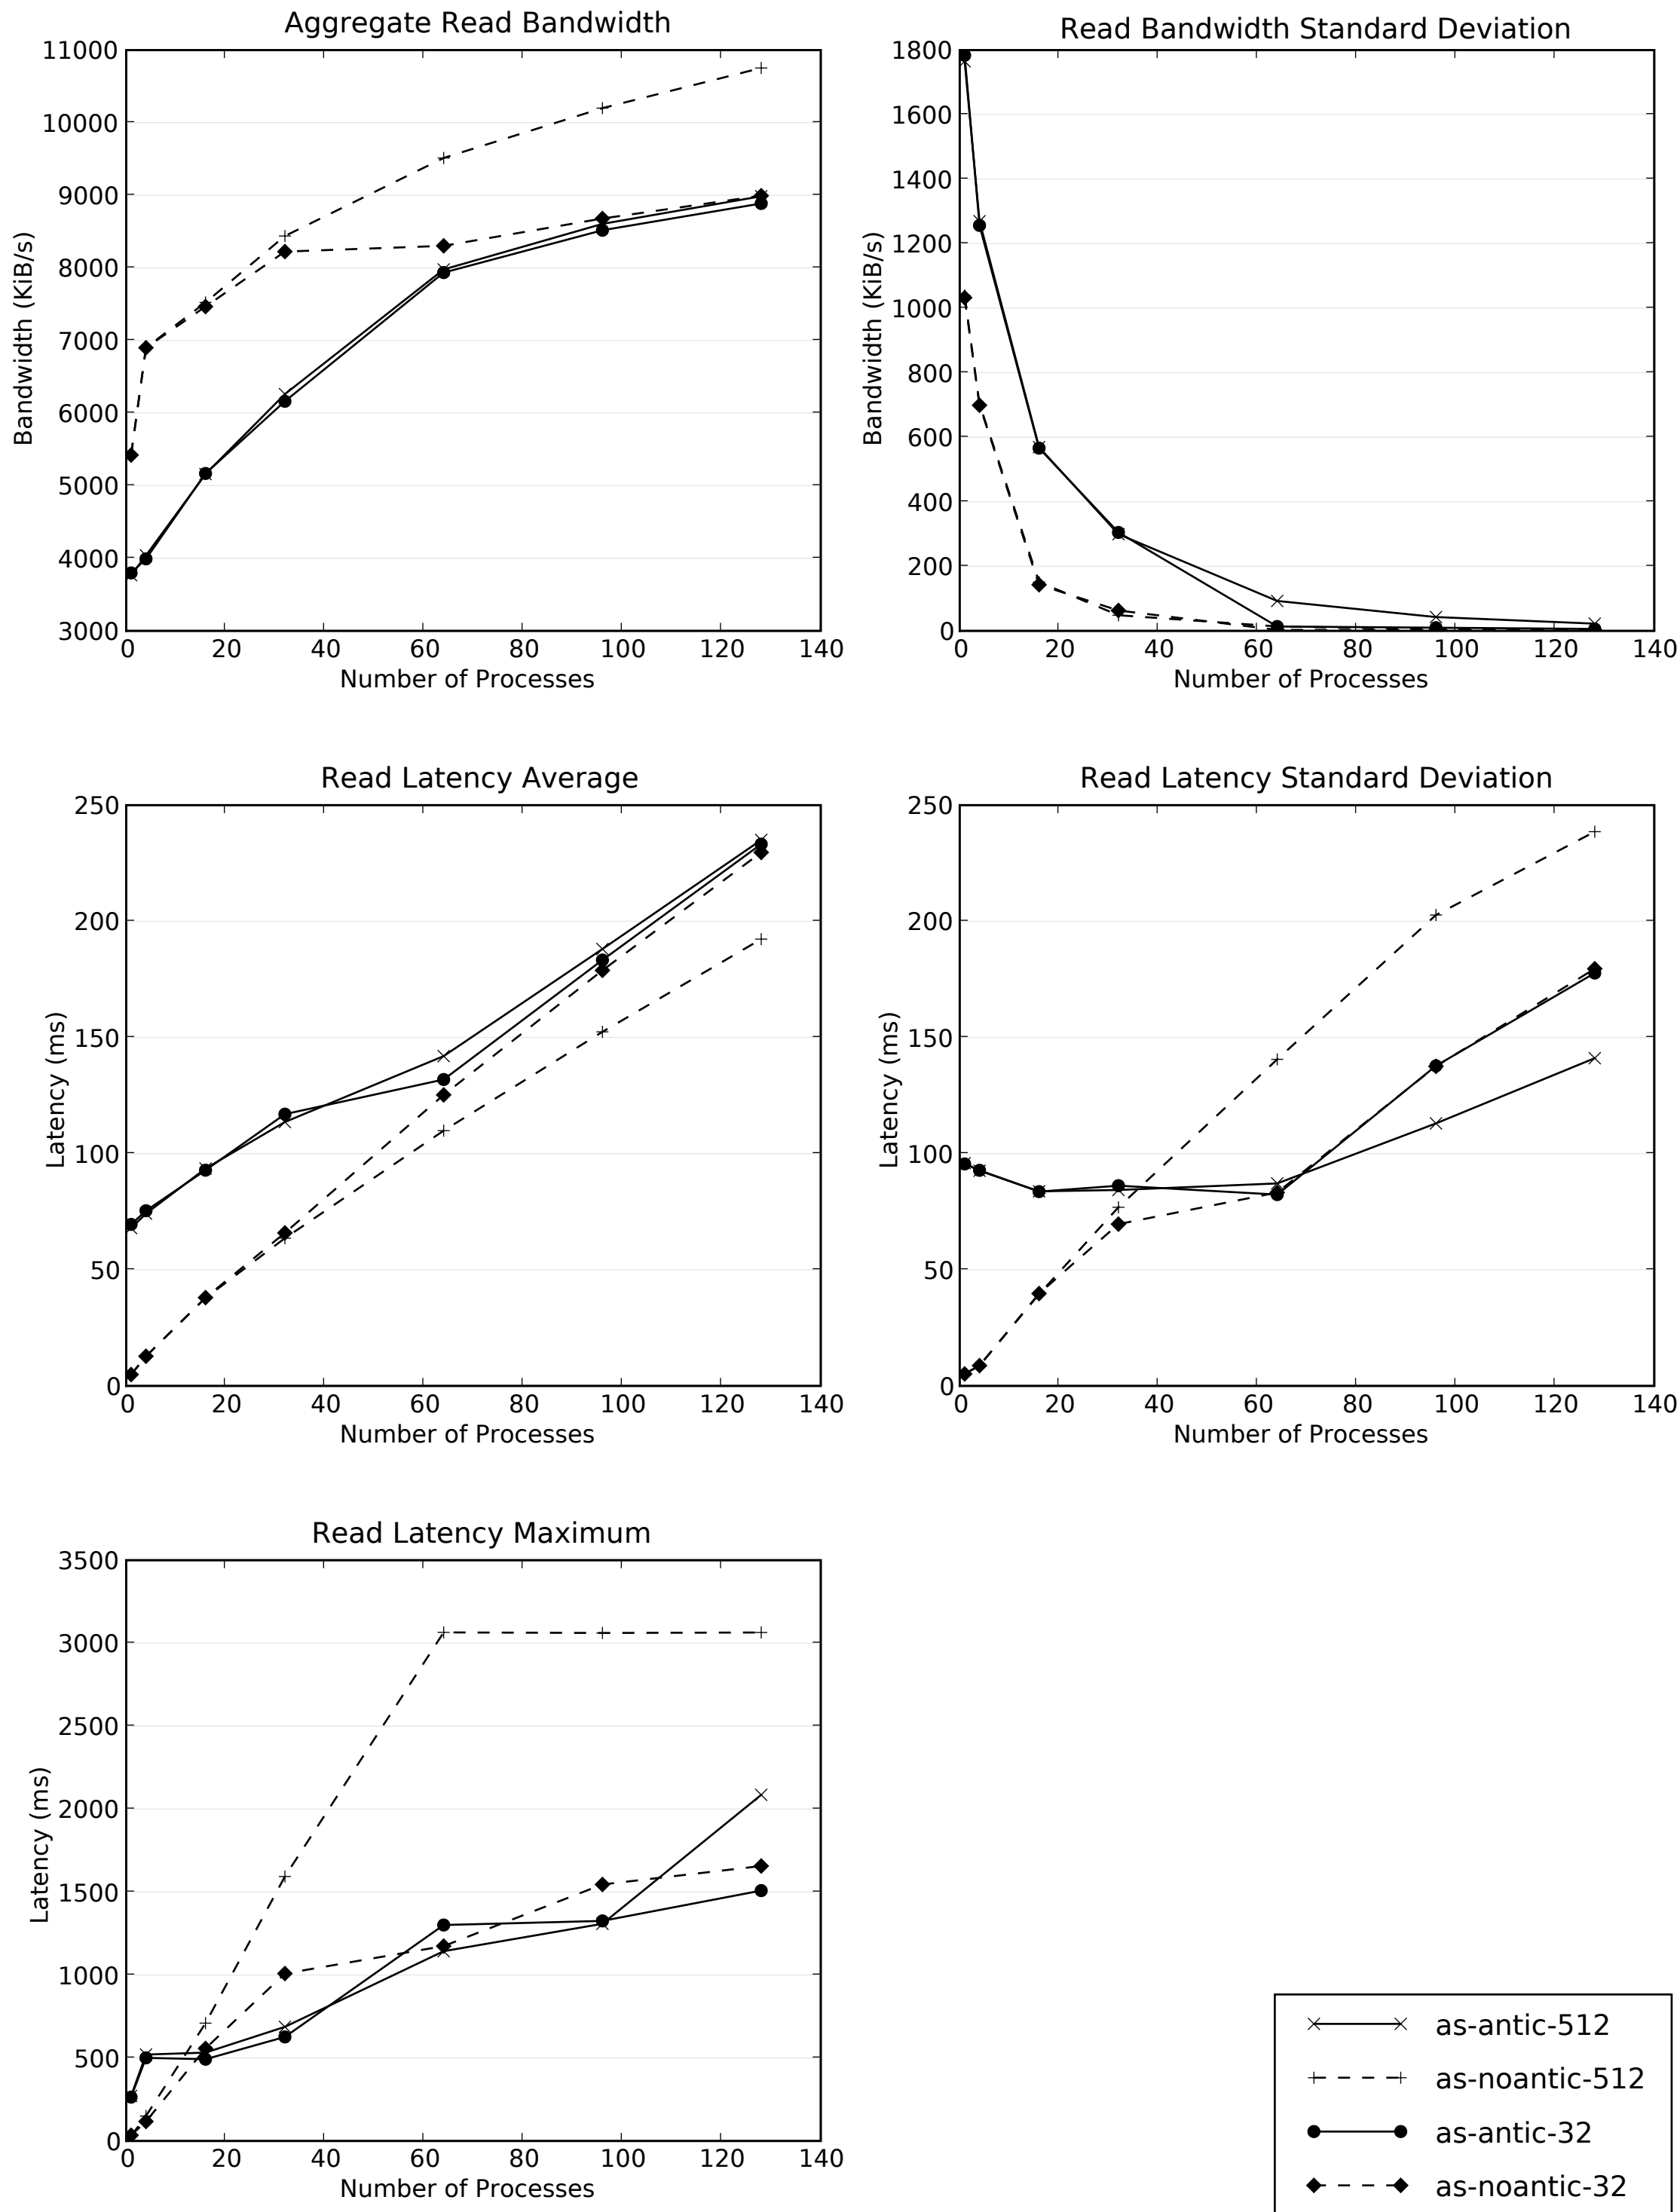 Aggregate Read Bandwidth
11000
10000
9000
8000
7000
6000
5000
4000
3000
Bandwidth (KiB/s)
0 20 40 60 80 100 120 140
Number of Processes
Read Bandwidth Standard Deviation
1800
1600
1400
1200
1000
800
600
400
200
0
Bandwidth (KiB/s)
0 20 40 60 80 100 120 140
Number of Processes
Read Latency Average
250
200
150
100
50
0
Latency (ms)
0 20 40 60 80 100 120 140
Number of Processes
Read Latency Standard Deviation
250
200
150
100
50
0
Latency (ms)
0 20 40 60 80 100 120 140
Number of Processes
Read Latency Maximum
3500
3000
2500
2000
1500
1000
500
0
Latency (ms)
0 20 40 60 80 100 120 140
Number of Processes
as-antic-512
as-noantic-512
as-antic-32
as-noantic-32